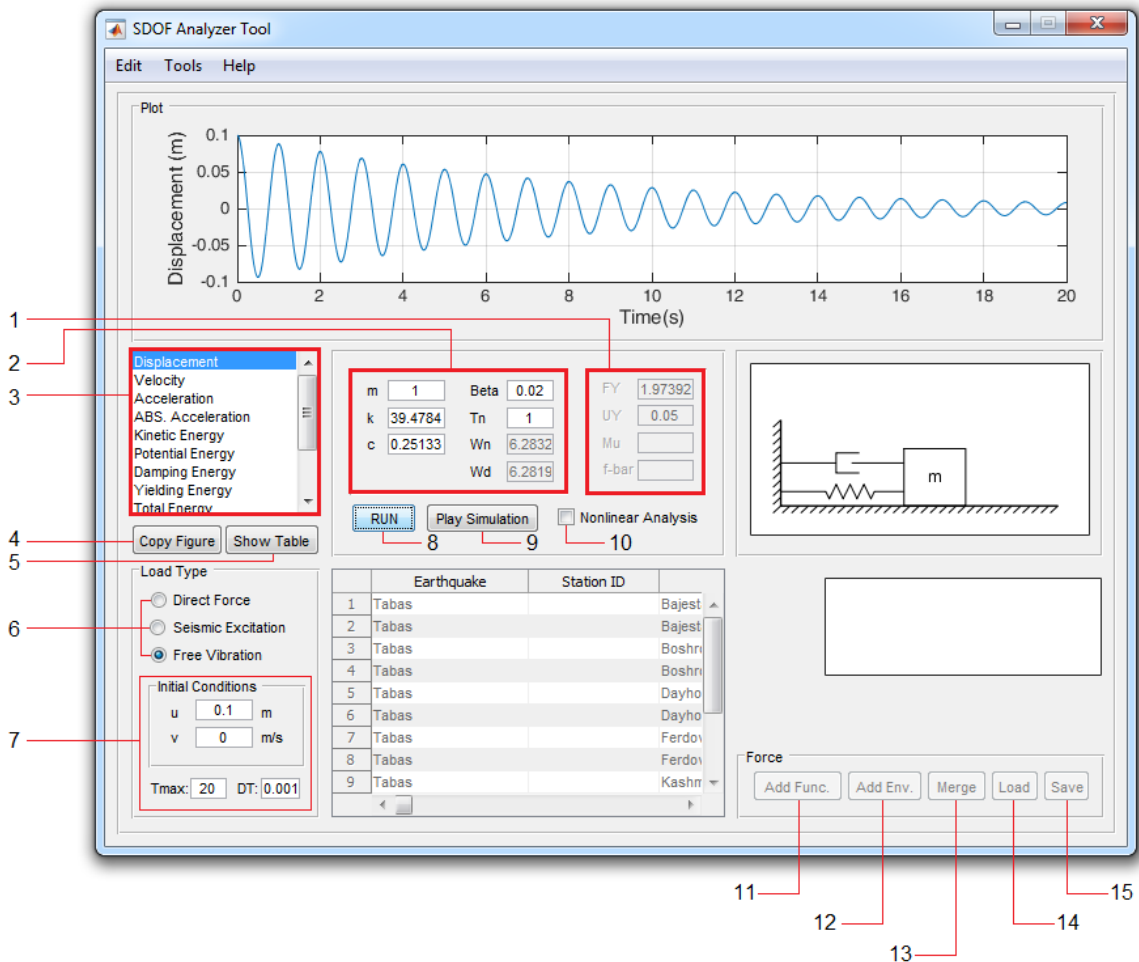 SDOF Analyzer Tool
Edit Tools Help
Plot
Displacement (m)
0.1
0.05
0
-0.05
-0.1
0 2 4 6 8 10 12 14 16 18 20
Time(s)
1
2
3
Displacement
Velocity
Acceleration
ABS. Acceleration
Kinetic Energy
Potential Energy
Damping Energy
Yielding Energy
Total Energy
m 1 Beta 0.02
k 39.4784 Tn 1
c 0.25133 Wn 6.2832
Wd 6.2819
FY 1.97392
UY 0.05
Mu
f-bar
m
RUN Play Simulation Nonlinear Analysis
8 9 10
4
5
Copy Figure Show Table
Load Type
6
Direct Force
Seismic Excitation
Free Vibration
7
Initial Conditions
u 0.1 m
v 0 m/s
Tmax: 20 DT: 0.001
Earthquake Station ID
1 Tabas Bajest
2 Tabas Bajest
3 Tabas Boshr
4 Tabas Boshr
5 Tabas Dayho
6 Tabas Dayho
7 Tabas Ferdov
8 Tabas Ferdov
9 Tabas Kashm
Force
Add Func. Add Env. Merge Load Save
11 15
12 14
13